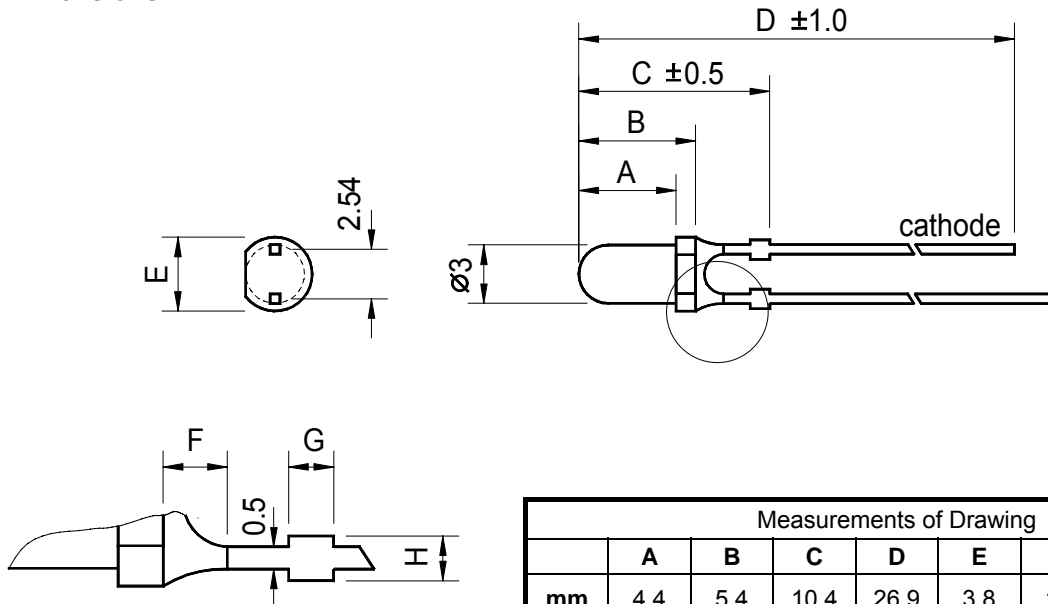 D ±1.0
C ±0.5
B
A
2.54
cathode
E
ø3
F
G
0.5
H
Measurements of Drawing
A B C D E
mm 4.4 5.4 10.4 26.9 3.8